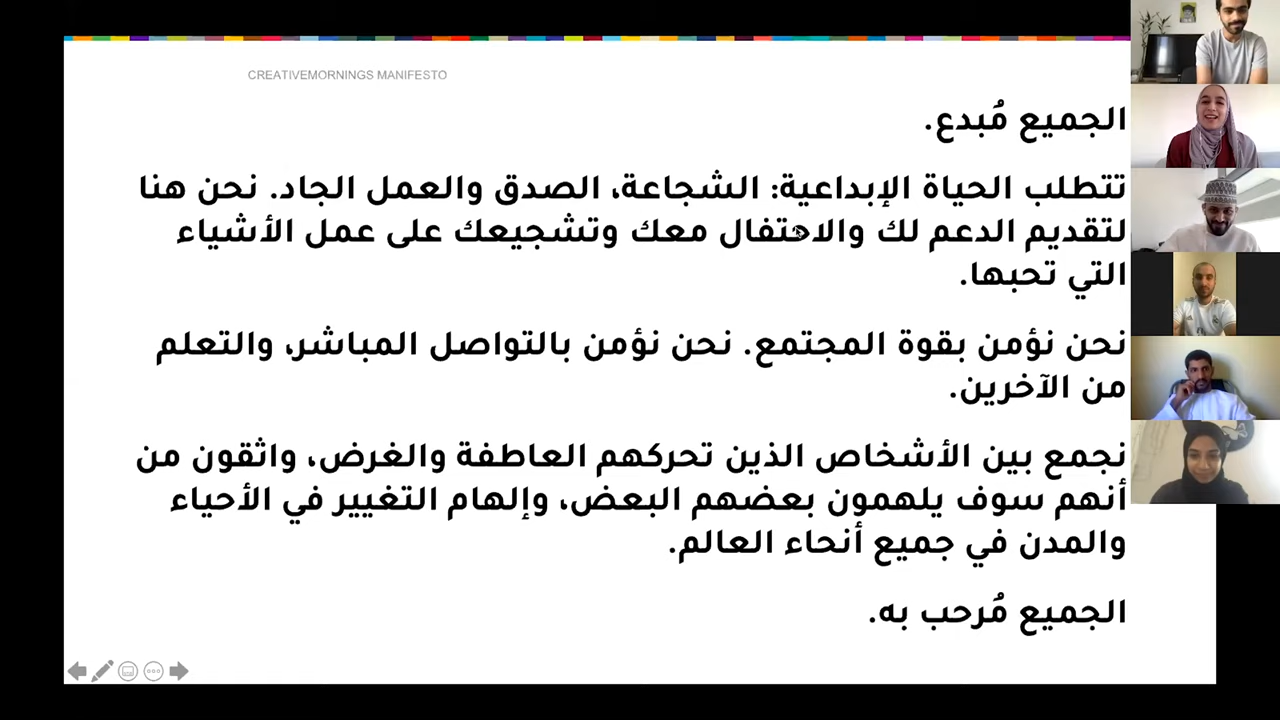 CREATIVEMORNINGS MANIFESTO
الجميع مُبدع.
تتطلب الحياة الإبداعية: الشجاعة، الصدق والعمل الجاد. نحن هنا
لتقديم الدعم لك والاحتفال معك وتشجيعك على عمل الأشياء
التي تحبها.
نحن نؤمن بقوة المجتمع. نحن نؤمن بالتواصل المباشر، والتعلم
من الآخرين.
نجمع بين الأشخاص الذين تحركهم العاطفة والغرض، واثقون من
أنهم سوف يلهمون بعضهم البعض، وإلهام التغيير في الأحياء
والمدن في جميع أنحاء العالم.
الجميع مُرحب به.